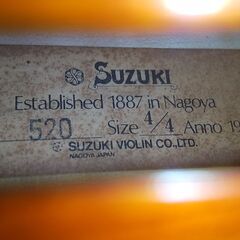 SUZUKI
Established 1887 in Nagoya
520 Size 4/4 Anno 19
SUZUKI VIOLIN CO.,LTD.
NAGOYA JAPAN